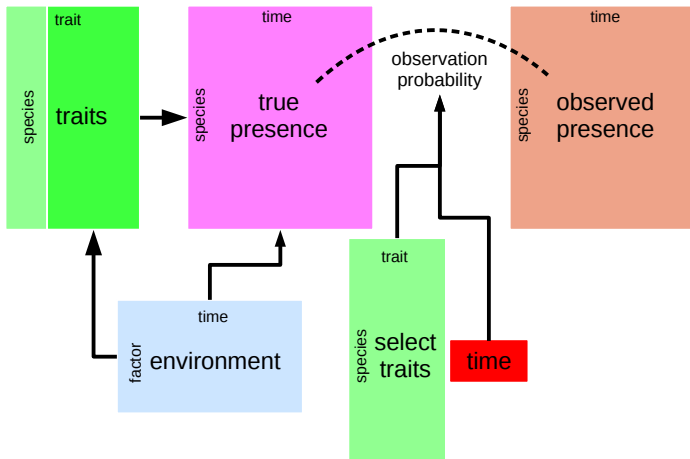 trait
species
traits
time
species
true
presence
observation
probability
time
species
observed
presence
trait
species
select
traits
time
time
factor
environment